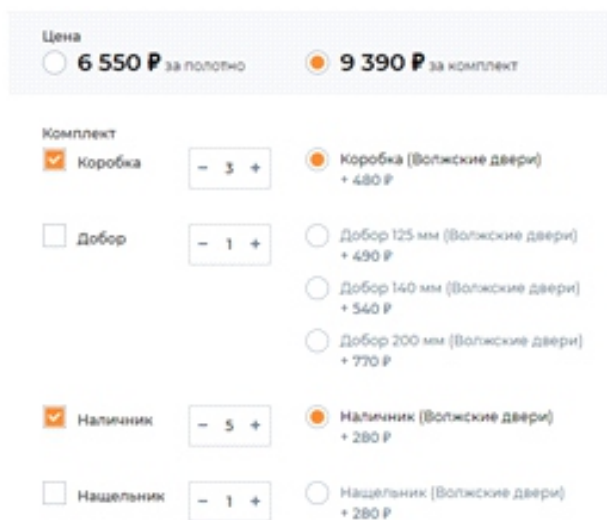 Цена
6 550 ₽ за полотно 9 390 ₽ за комплект
Комплект
Коробка - 3 + Коробка (Волжские двери)
+ 480 ₽
Добор - 1 + Добор 125 мм (Волжские двери)
+ 490 ₽
Добор 140 мм (Волжские двери)
+ 540 ₽
Добор 200 мм (Волжские двери)
+ 770 ₽
Наличник - 5 + Наличник (Волжские двери)
+ 280 ₽
Нащельник - 1 + Нащельник (Волжские двери)
+ 280 ₽